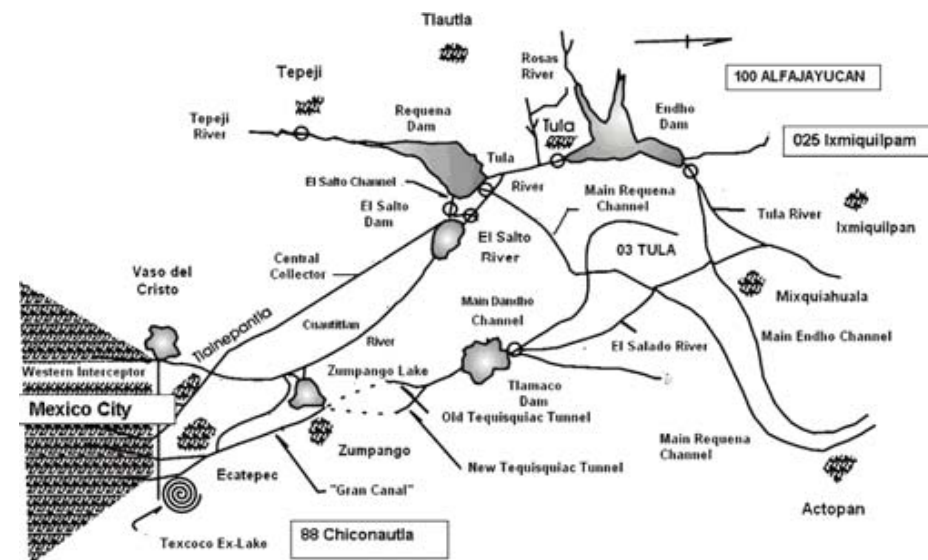 Tlautla
Rosas
River
Tepeji
100 ALFAJAYUCAN
Requena
Dam
Endho
Dam
Tepeji
River
Tula
025 Ixmiquilpam
Tula
El Salto Channel
River
Main Requena
Channel
El Salto
Dam
Tula River
Ixmiquilpan
El Salto
River
03 TULA
Central
Collector
Vaso del
Cristo
Mixquiahuala
Main Dandho
Channel
Tlalnepantla
Cuautitlan
River
Main Endho Channel
El Salado River
Western Interceptor
Zumpango Lake
Tlamaco
Dam
Mexico City
Old Tequisquiac Tunnel
Main Requena
Channel
Zumpango
New Tequisquiac Tunnel
Ecatepec
"Gran Canal"
Actopan
88 Chiconautla
Texcoco Ex-Lake